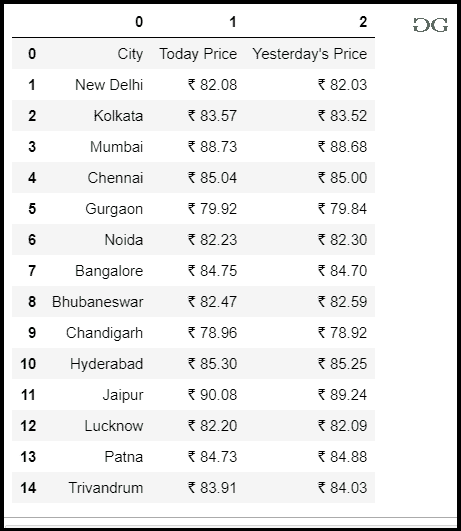 0 1 2
0 City Today Price Yesterday's Price
1 New Delhi ₹ 82.08 ₹ 82.03
2 Kolkata ₹ 83.57 ₹ 83.52
3 Mumbai ₹ 88.73 ₹ 88.68
4 Chennai ₹ 85.04 ₹ 85.00
5 Gurgaon ₹ 79.92 ₹ 79.84
6 Noida ₹ 82.23 ₹ 82.30
7 Bangalore ₹ 84.75 ₹ 84.70
8 Bhubaneswar ₹ 82.47 ₹ 82.59
9 Chandigarh ₹ 78.96 ₹ 78.92
10 Hyderabad ₹ 85.30 ₹ 85.25
11 Jaipur ₹ 90.08 ₹ 89.24
12 Lucknow ₹ 82.20 ₹ 82.09
13 Patna ₹ 84.73 ₹ 84.88
14 Trivandrum ₹ 83.91 ₹ 84.03